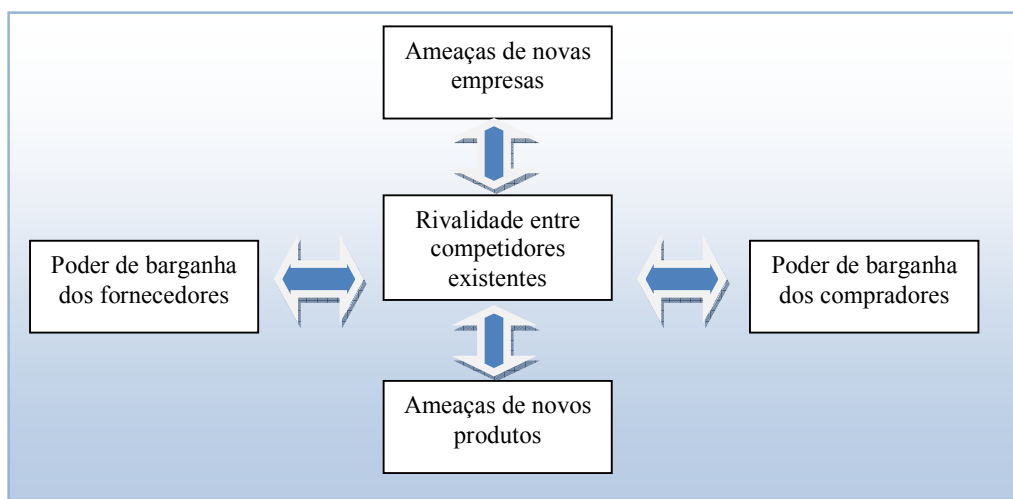 Ameaças de novas
empresas
Rivalidade entre
competidores
existentes
Poder de barganha
dos fornecedores
Poder de barganha
dos compradores
Ameaças de novos
produtos